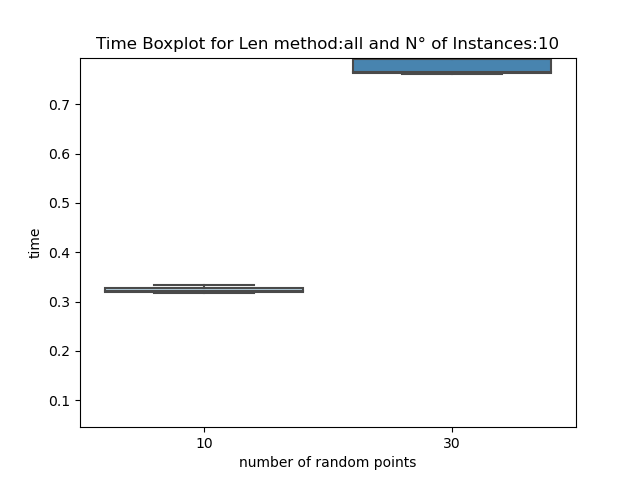 Time Boxplot for Len method:all and N° of Instances:10
0.7
0.6
0.5
0.4
0.3
0.2
0.1
time
10 30
number of random points